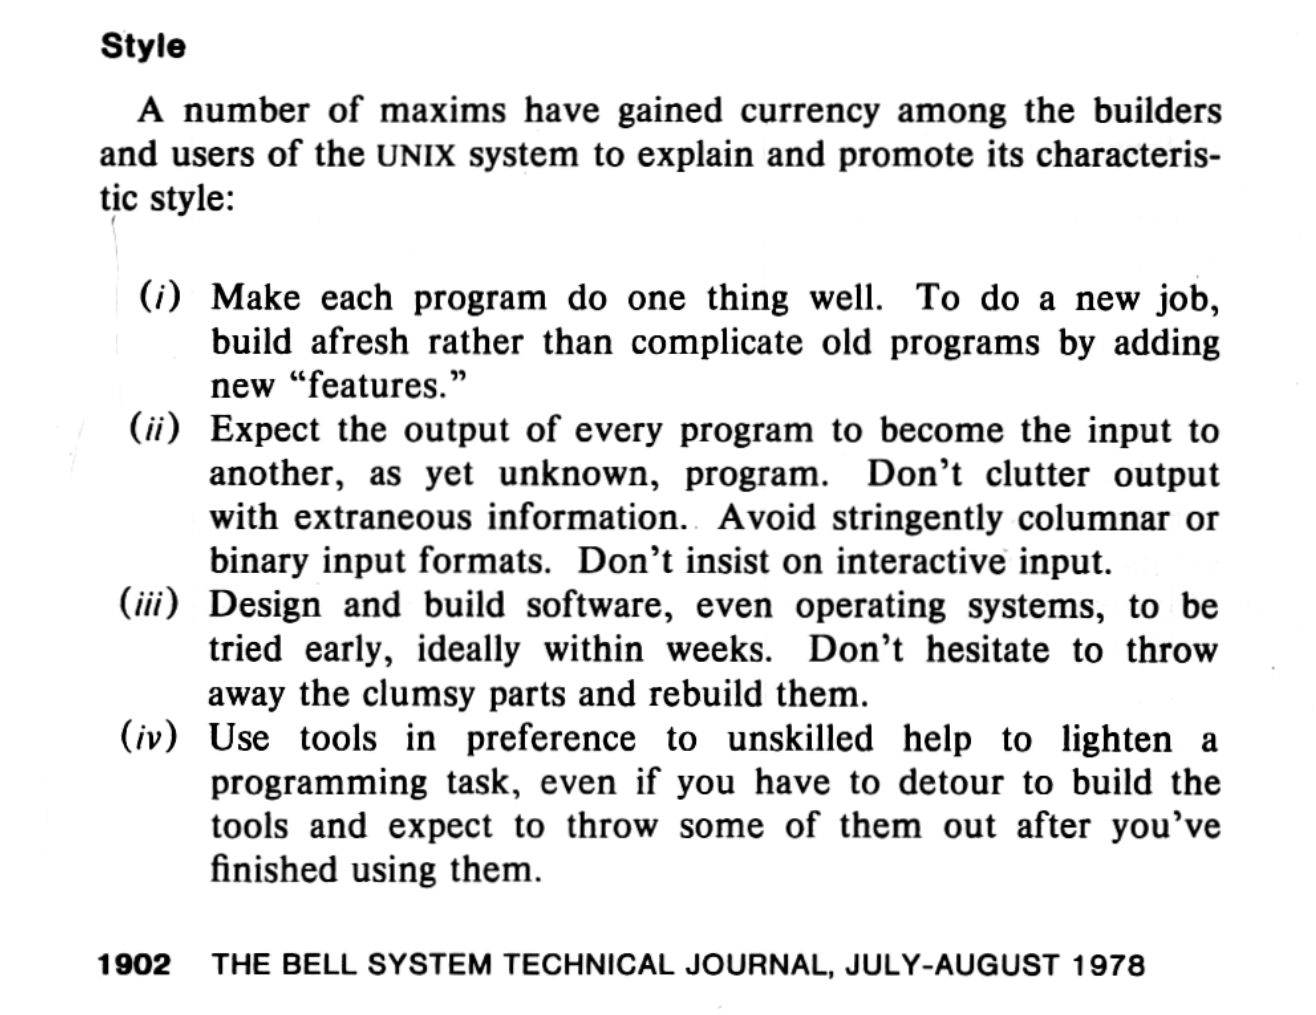 Style
A number of maxims have gained currency among the builders
and users of the UNIX system to explain and promote its characteris-
tic style:
(i) Make each program do one thing well. To do a new job,
build afresh rather than complicate old programs by adding
new “features.”
(ii) Expect the output of every program to become the input to
another, as yet unknown, program. Don’t clutter output
with extraneous information. Avoid stringently columnar or
binary input formats. Don’t insist on interactive input.
(iii) Design and build software, even operating systems, to be
tried early, ideally within weeks. Don’t hesitate to throw
away the clumsy parts and rebuild them.
(iv) Use tools in preference to unskilled help to lighten a
programming task, even if you have to detour to build the
tools and expect to throw some of them out after you’ve
finished using them.
1902 THE BELL SYSTEM TECHNICAL JOURNAL, JULY-AUGUST 1978